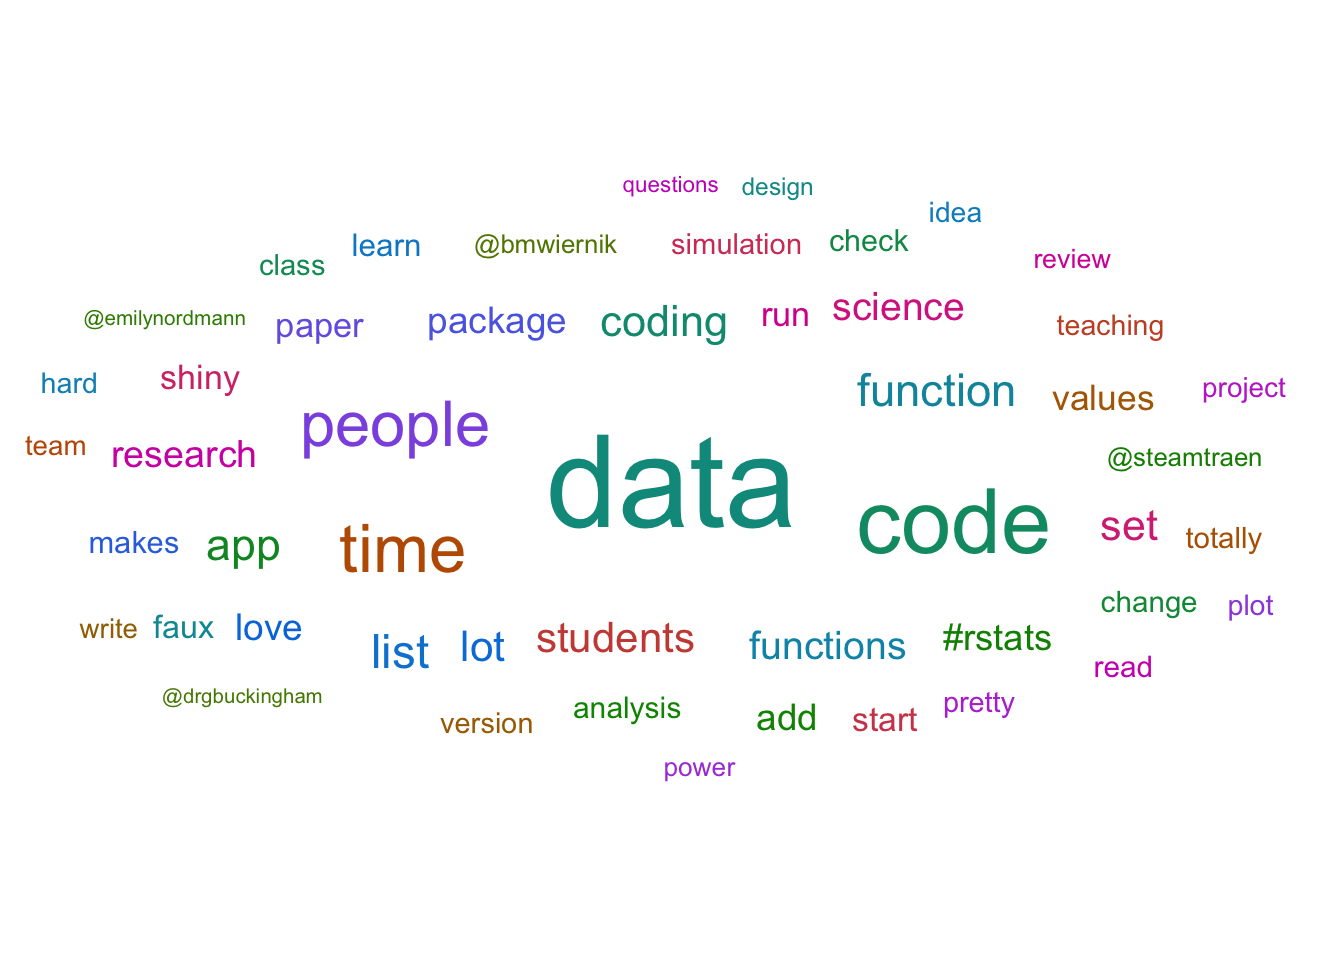 questions
design
idea
learn
@bmwiernik
simulation
check
class
review
@emilynordmann
paper
package
coding
run
science
teaching
hard
shiny
function
values
project
people
team
research
data
@steamtraen
code
set
totally
makes
app
time
change
plot
write
faux
love
list
lot
students
functions
#rstats
read
@drgbuckingham
version
analysis
add
start
pretty
power